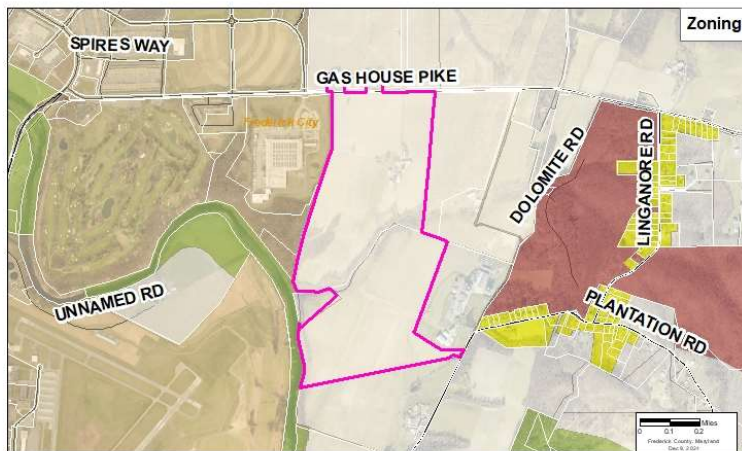 Zoning
SPIRES WAY
GAS HOUSE PIKE
Frederick City
DOLOMITE RD
LINGANORE RD
UNNAMED RD
PLANTATION RD
Miles
0 0.1 0.2
Frederick County, Maryland
Dec 9, 2021